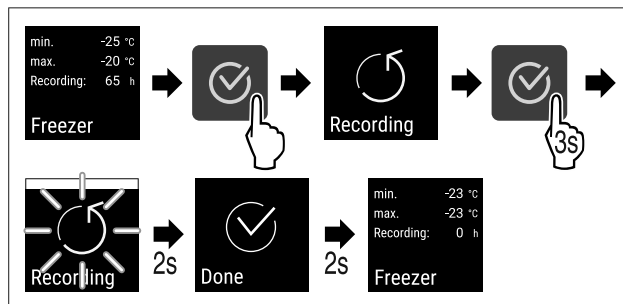 min. -25 °C
max. -20 °C
Recording: 65 h
Freezer
Recording
3s
Recording
2s
Done
2s
min. -23 °C
max. -23 °C
Recording: 0 h
Freezer